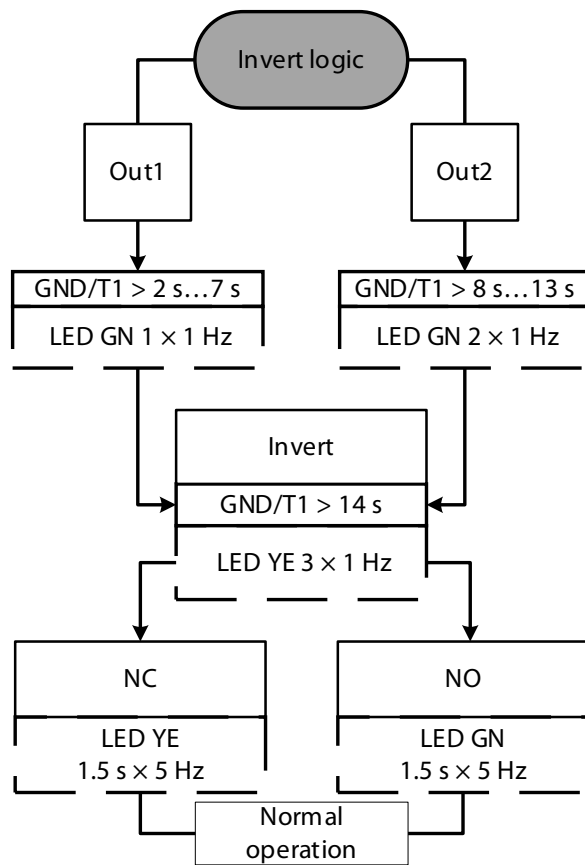 Invert logic
Out1
Out2
GND/T1 > 2 s…7 s
LED GN 1 × 1 Hz
GND/T1 > 8 s…13 s
LED GN 2 × 1 Hz
Invert
GND/T1 > 14 s
LED YE 3 × 1 Hz
NC
LED YE
1.5 s × 5 Hz
NO
LED GN
1.5 s × 5 Hz
Normal
operation